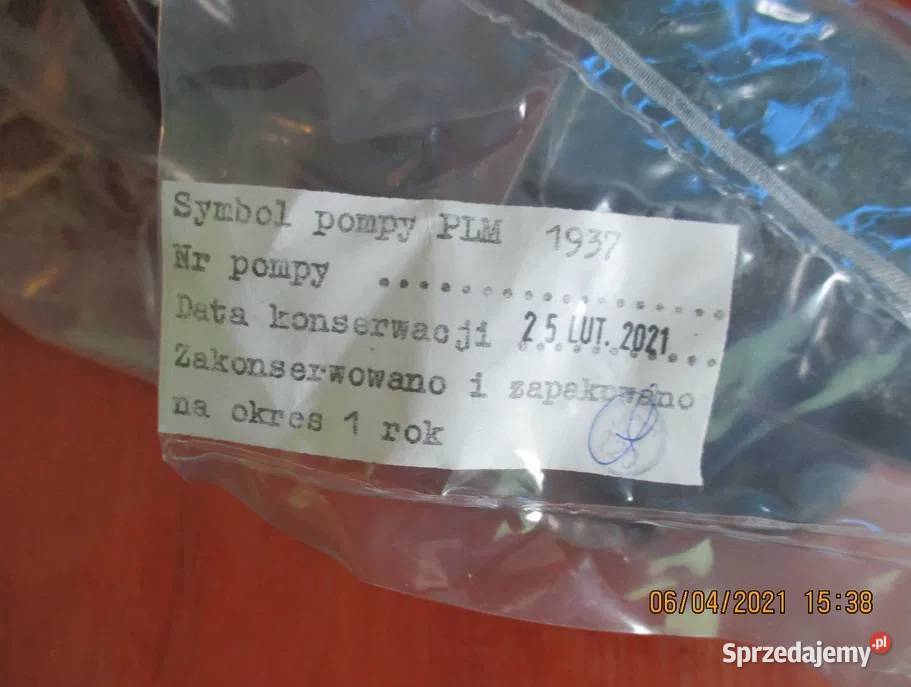 Symbol pompy PLM 1937
Nr pompy ....................
Data konserwacji 25 LUT. 2021
Zakonserwowano i zapakowano
na okres 1 rok
06/04/2021 15:38
Sprzedajemy.pl